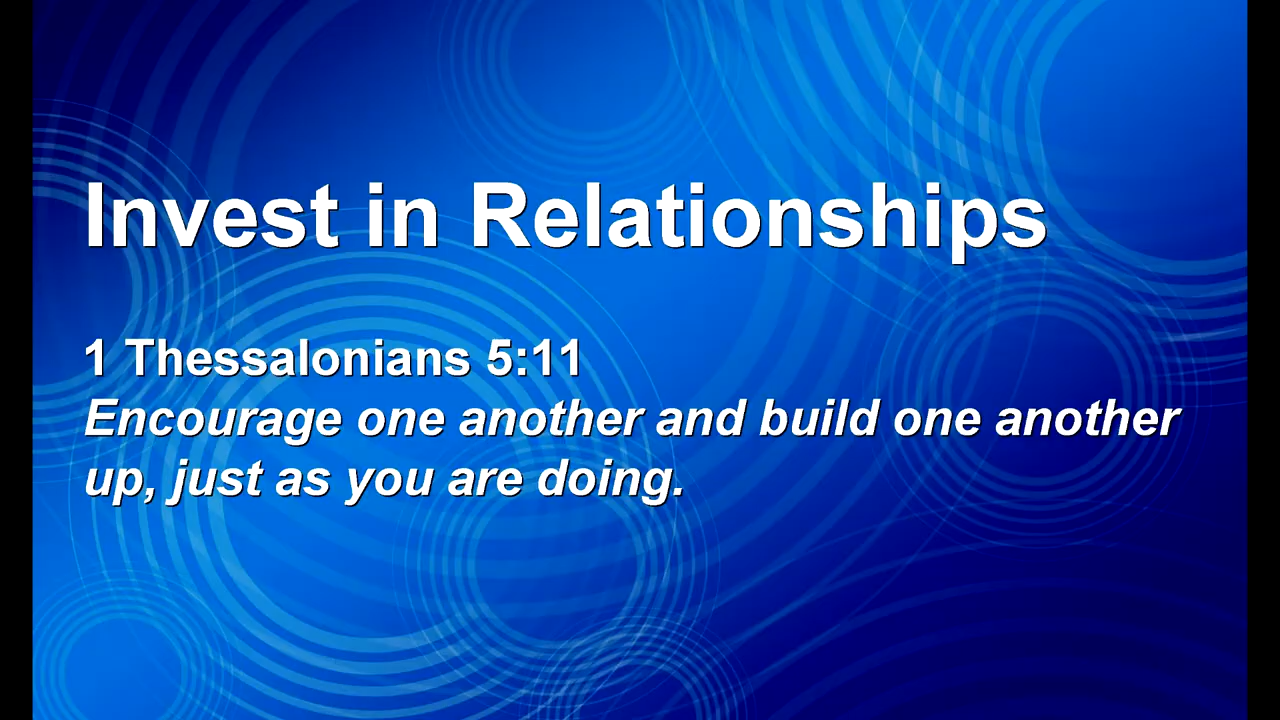 Invest in Relationships
1 Thessalonians 5:11
Encourage one another and build one another
up, just as you are doing.